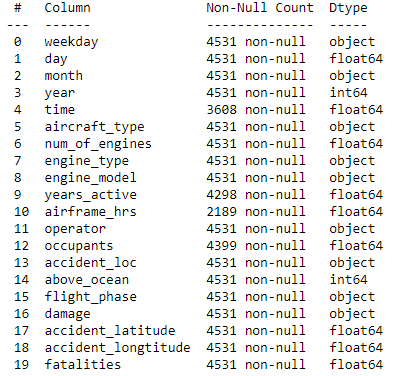 #   Column              Non-Null Count  Dtype
---  ------              --------------  -----
0   weekday             4531 non-null   object
1   day                 4531 non-null   float64
2   month               4531 non-null   object
3   year                4531 non-null   int64
4   time                3608 non-null   float64
5   aircraft_type       4531 non-null   object
6   num_of_engines      4531 non-null   float64
7   engine_type         4531 non-null   object
8   engine_model        4531 non-null   object
9   years_active        4298 non-null   float64
10  airframe_hrs        2189 non-null   float64
11  operator            4531 non-null   object
12  occupants           4399 non-null   float64
13  accident_loc        4531 non-null   object
14  above_ocean         4531 non-null   int64
15  flight_phase        4531 non-null   object
16  damage              4531 non-null   object
17  accident_latitude   4531 non-null   float64
18  accident_longtitude  4531 non-null   float64
19  fatalities          4531 non-null   float64